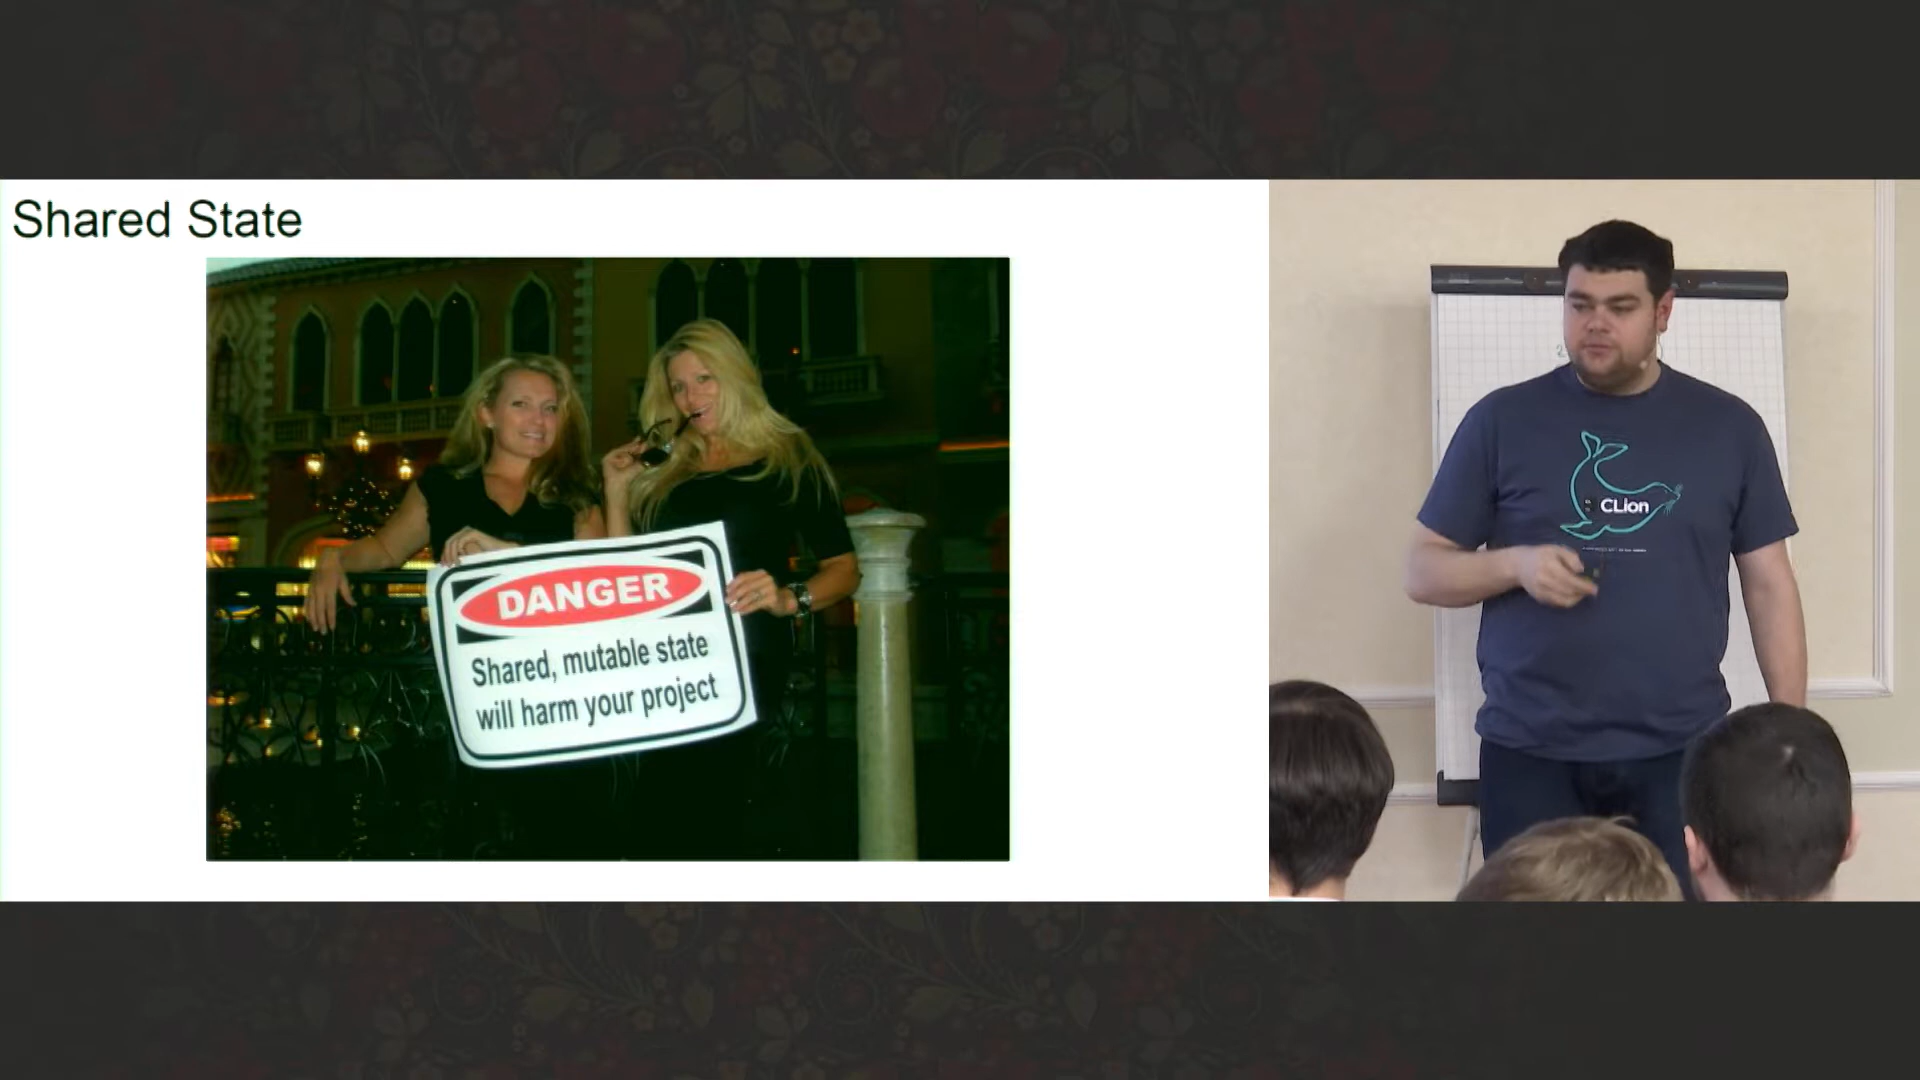 Shared State
DANGER
Shared, mutable state
will harm your project
CLion